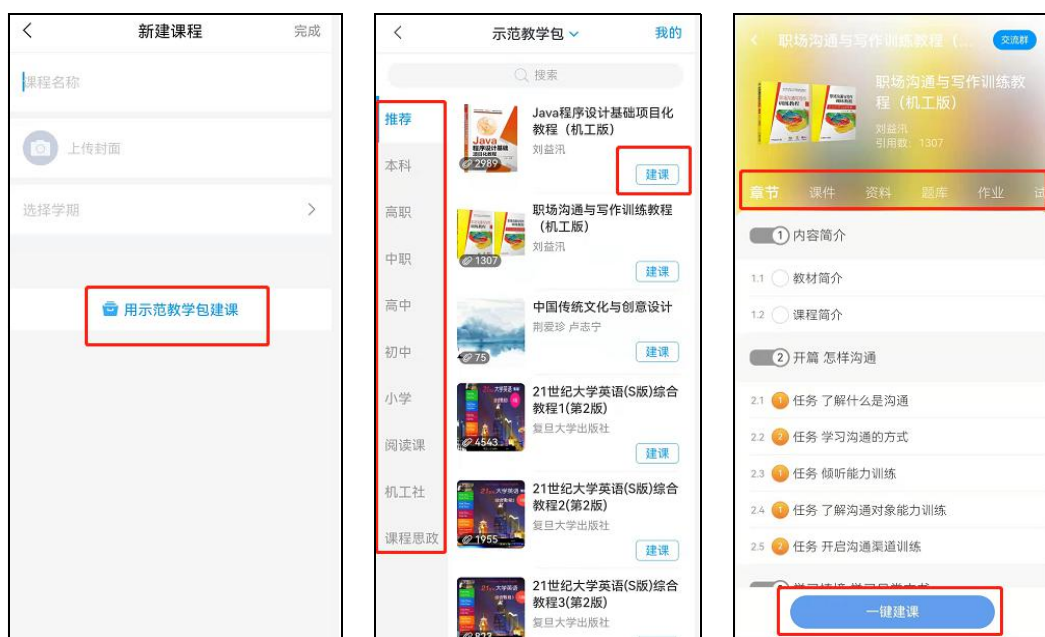 新建课程
完成
课程名称
上传封面
选择学期
用示范教学包建课
示范教学包
我的
搜索
推荐
本科
高职
中职
高中
初中
小学
阅读课
机工社
课程思政
Java程序设计基础项目化
教程（机工版）
刘益汛
2989
建课
职场沟通与写作训练教程
（机工版）
刘益汛
1307
建课
中国传统文化与创意设计
荆爱珍 卢志宁
75
建课
21世纪大学英语(S版)综合
教程1(第2版)
复旦大学出版社
4543
建课
21世纪大学英语(S版)综合
教程2(第2版)
复旦大学出版社
1955
建课
21世纪大学英语(S版)综合
教程3(第2版)
复旦大学出版社
823
职场沟通与写作训练教程（...
交流群
职场沟通与写作训练教
程（机工版）
刘益汛
引用数：1307
章节 课件 资料 题库 作业 试
1 内容简介
1.1 教材简介
1.2 课程简介
2 开篇 怎样沟通
2.1 1 任务 了解什么是沟通
2.2 2 任务 学习沟通的方式
2.3 1 任务 倾听能力训练
2.4 1 任务 了解沟通对象能力训练
2.5 2 任务 开启沟通渠道训练
一键建课